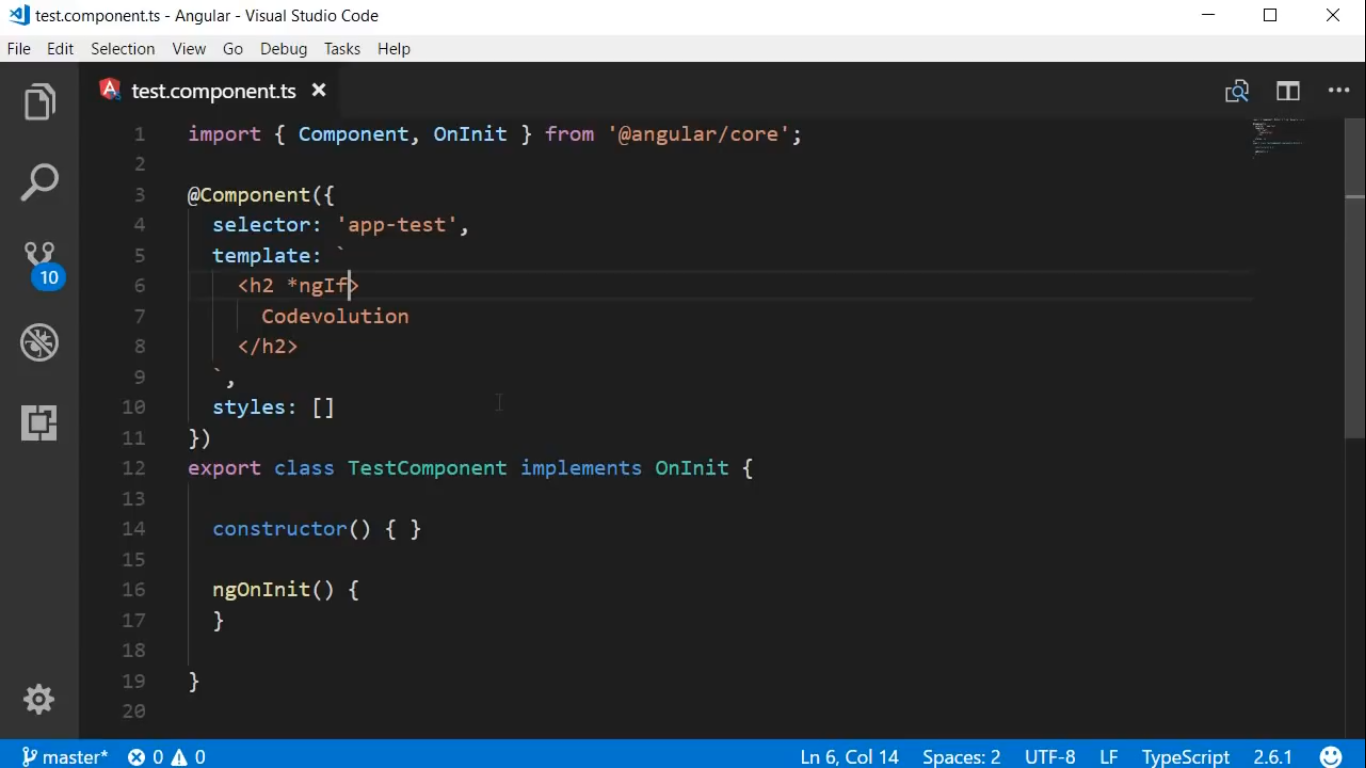 test.component.ts - Angular - Visual Studio Code
File Edit Selection View Go Debug Tasks Help
test.component.ts
1 import { Component, OnInit } from '@angular/core';
2
3 @Component({
4 selector: 'app-test',
5 template: `
6 <h2 *ngIf>
7 Codevolution
8 </h2>
9 `,
10 styles: []
11 })
12 export class TestComponent implements OnInit {
13
14 constructor() { }
15
16 ngOnInit() {
17 }
18
19 }
20
10
master* 0 0 Ln 6, Col 14 Spaces: 2 UTF-8 LF TypeScript 2.6.1